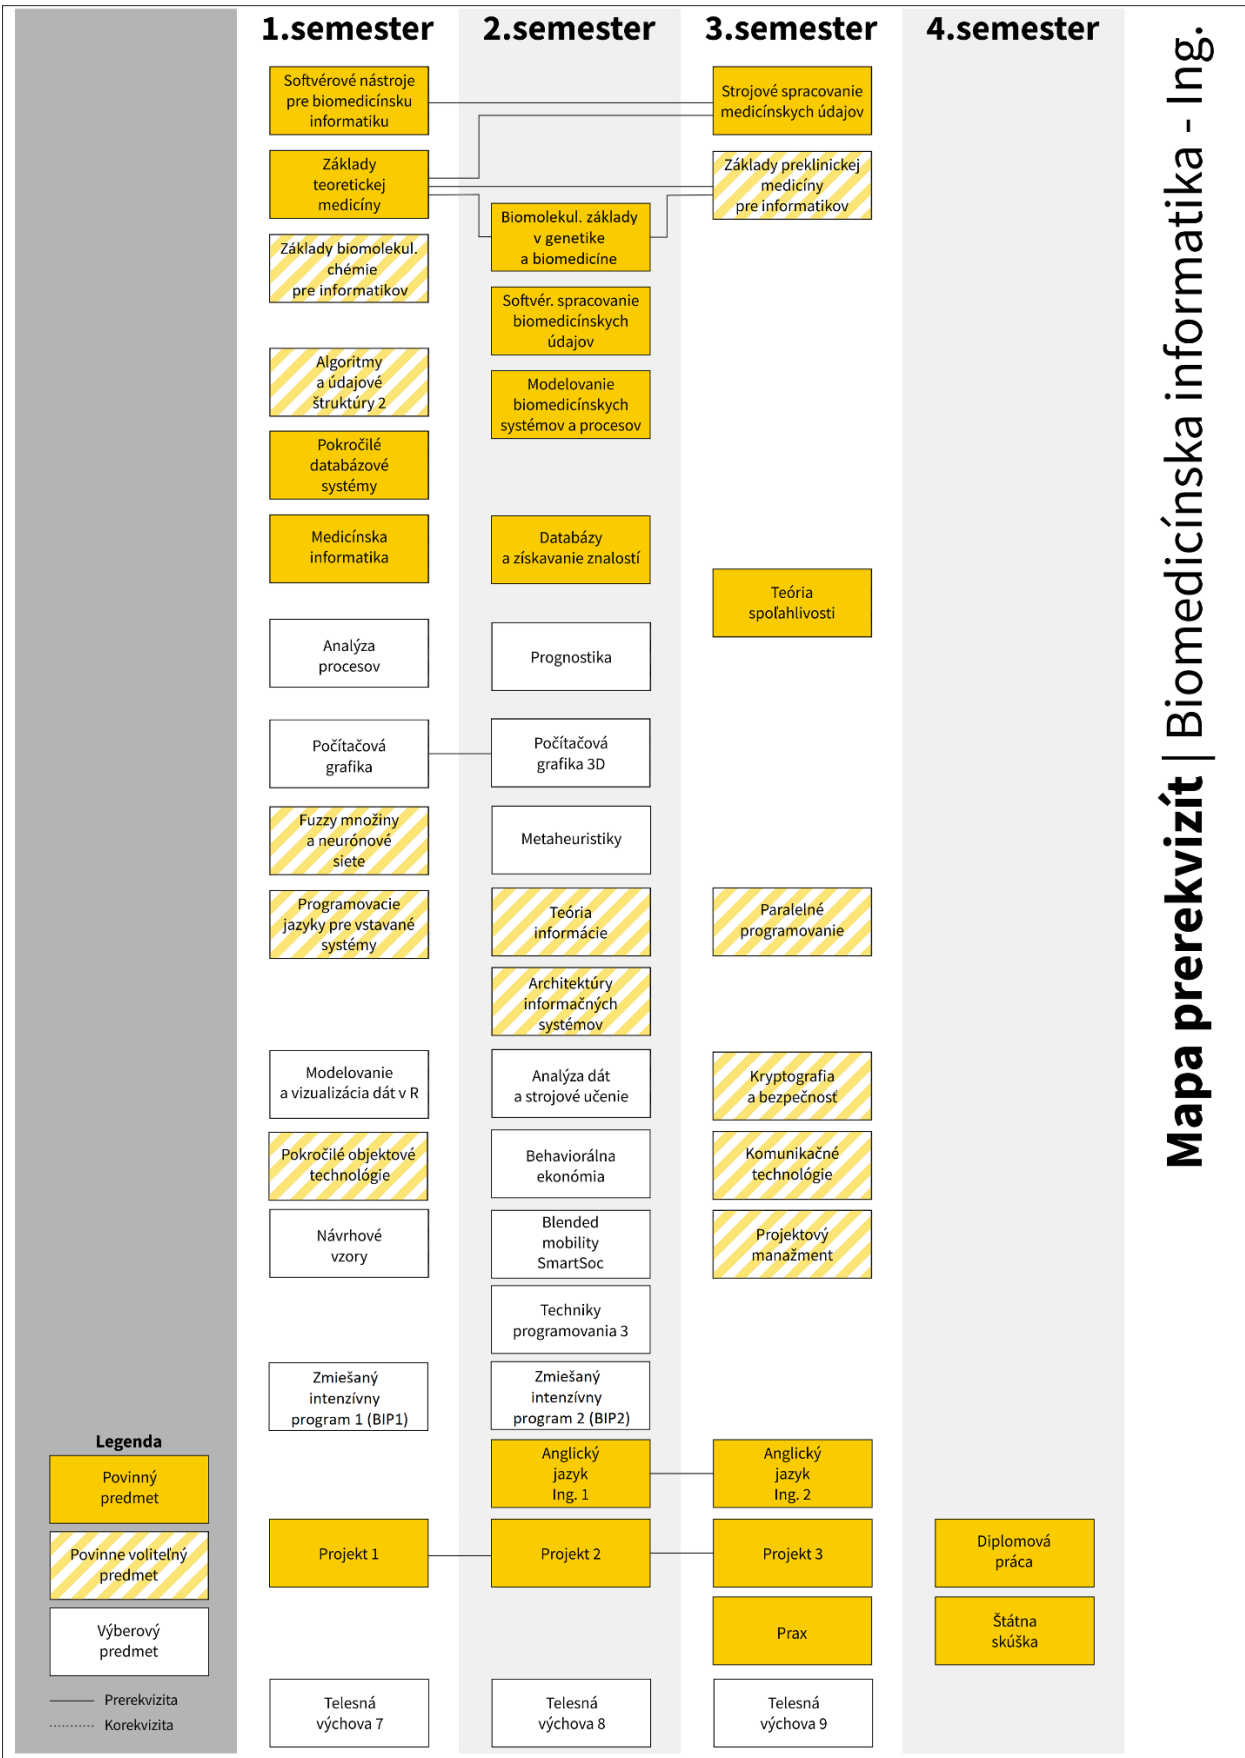 1.semester
2.semester
3.semester
4.semester
Softvérové nástroje
pre biomedicínsku
informatiku
Základy
teoretickej
medicíny
Základy biomolekul.
chémie
pre informatikov
Algoritmy
a údajové
štruktúry 2
Pokročilé
databázové
systémy
Medicínska
informatika
Analýza
procesov
Počítačová
grafika
Fuzzy množiny
a neurónové
siete
Programovacie
jazyky pre vstavané
systémy
Modelovanie
a vizualizácia dát v R
Pokročilé objektové
technológie
Návrhové
vzory
Zmiešaný
intenzívny
program 1 (BIP1)
Projekt 1
Telesná
výchova 7
Biomolekul. základy
v genetike
a biomedicíne
Softvér. spracovanie
biomedicínskych
údajov
Modelovanie
biomedicínskych
systémov a procesov
Databázy
a získavanie znalostí
Prognostika
Počítačová
grafika 3D
Metaheuristiky
Teória
informácie
Architektúry
informačných
systémov
Analýza dát
a strojové učenie
Behaviorálna
ekonómia
Blended
mobility
SmartSoc
Techniky
programovania 3
Zmiešaný
intenzívny
program 2 (BIP2)
Anglický
jazyk
Ing. 1
Projekt 2
Telesná
výchova 8
Strojové spracovanie
medicínskych údajov
Základy preklinickej
medicíny
pre informatikov
Teória
spoľahlivosti
Paralelné
programovanie
Kryptografia
a bezpečnosť
Komunikačné
technológie
Projektový
manažment
Anglický
jazyk
Ing. 2
Projekt 3
Prax
Telesná
výchova 9
Diplomová
práca
Štátna
skúška
Legenda
Povinný
predmet
Povinne voliteľný
predmet
Výberový
predmet
Prerekvizita
Korekvizita
Mapa prerekvizít | Biomedicínska informatika - Ing.